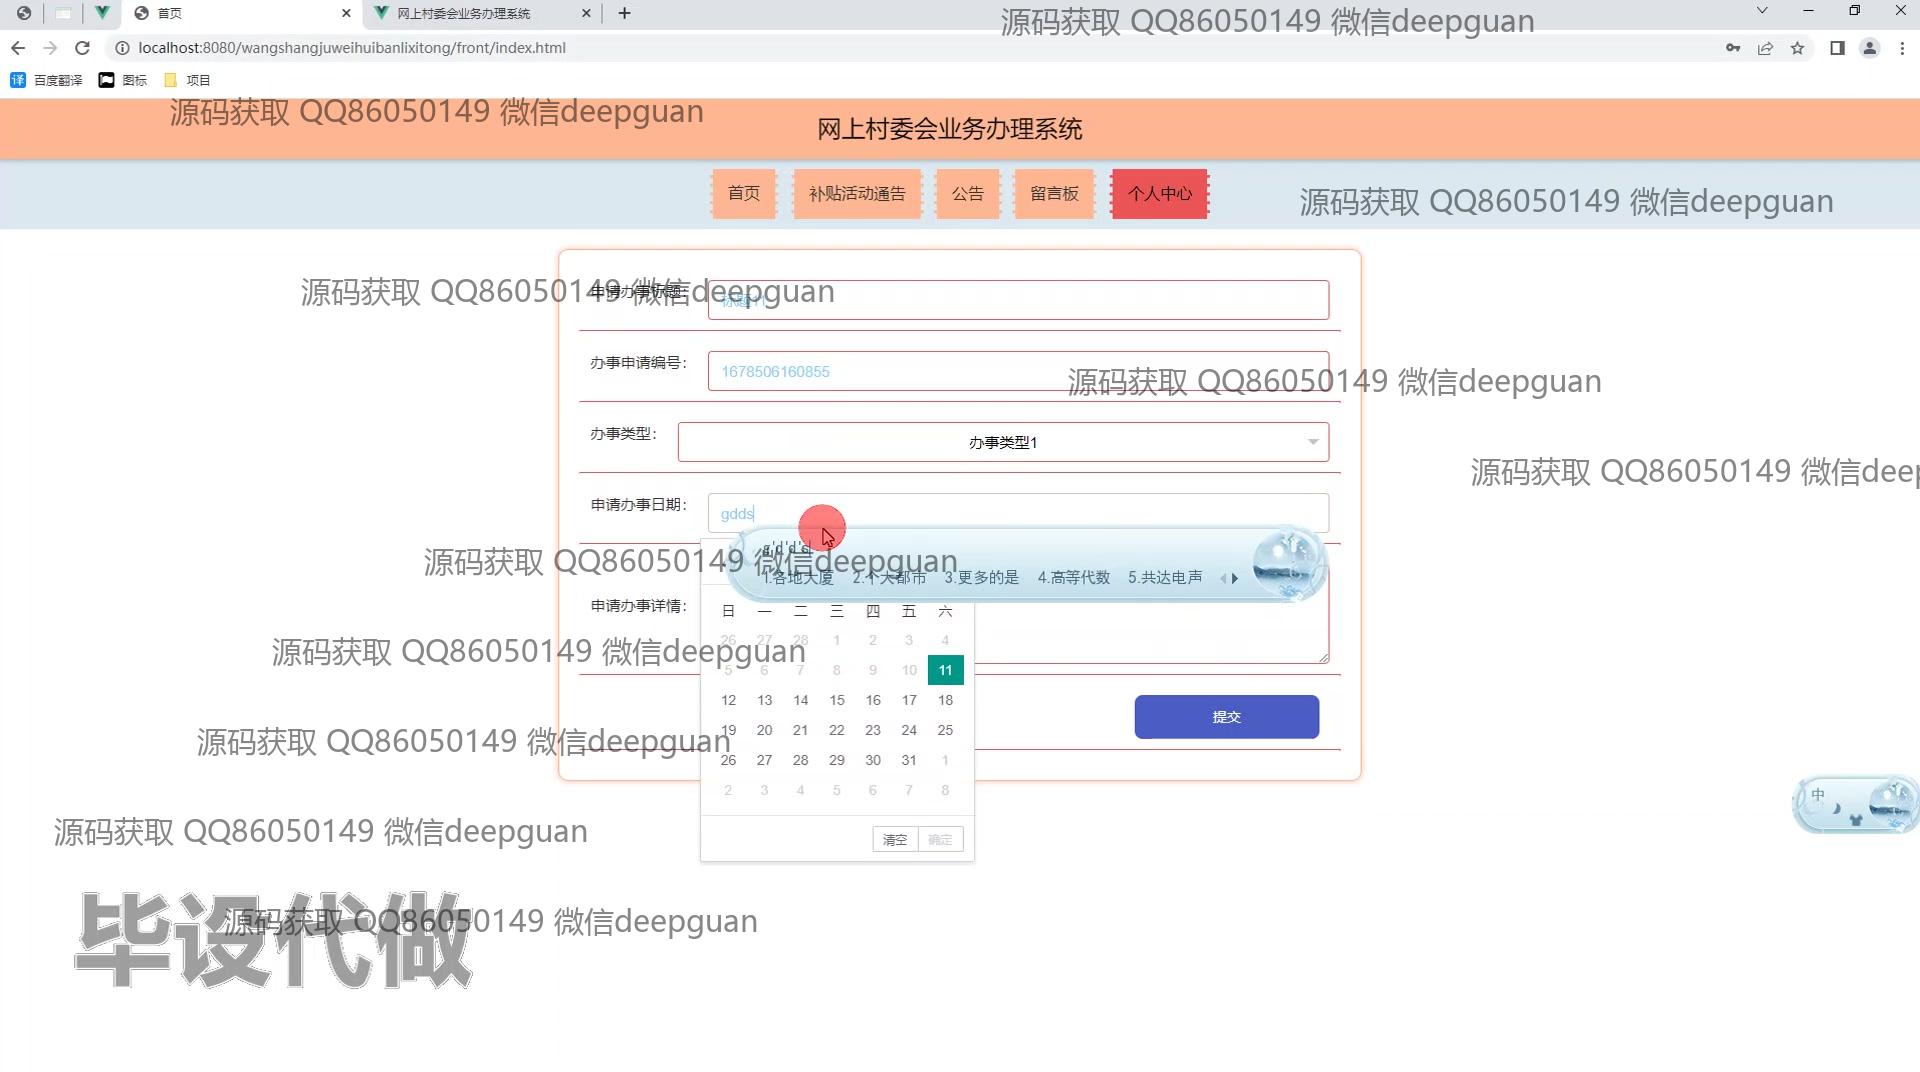 首页
网上村委会业务办理系统
源码获取 QQ86050149 微信deepguan
localhost:8080/wangshangjuweihuibanlixitong/front/index.html
译 百度翻译 图标 项目
源码获取 QQ86050149 微信deepguan
网上村委会业务办理系统
首页 补贴活动通告 公告 留言板 个人中心
源码获取 QQ86050149 微信deepguan
源码获取 QQ86050149 微信deepguan
申请办事标题:
办事申请编号: 1678506160855
源码获取 QQ86050149 微信deepguan
办事类型: 办事类型1
源码获取 QQ86050149 微信deep
申请办事日期: gdds
g'd'd's
源码获取 QQ86050149 微信deepguan
1.各地大厦 2.个大都市 3.更多的是 4.高等代数 5.共达电声
申请办事详情:
日 一 二 三 四 五 六
26 27 28 1 2 3 4
源码获取 QQ86050149 微信deepguan
5 6 7 8 9 10 11
12 13 14 15 16 17 18
提交
19 20 21 22 23 24 25
源码获取 QQ86050149 微信deepguan
26 27 28 29 30 31 1
2 3 4 5 6 7 8
中
源码获取 QQ86050149 微信deepguan
清空 确定
源码获取 QQ86050149 微信deepguan
毕设代做